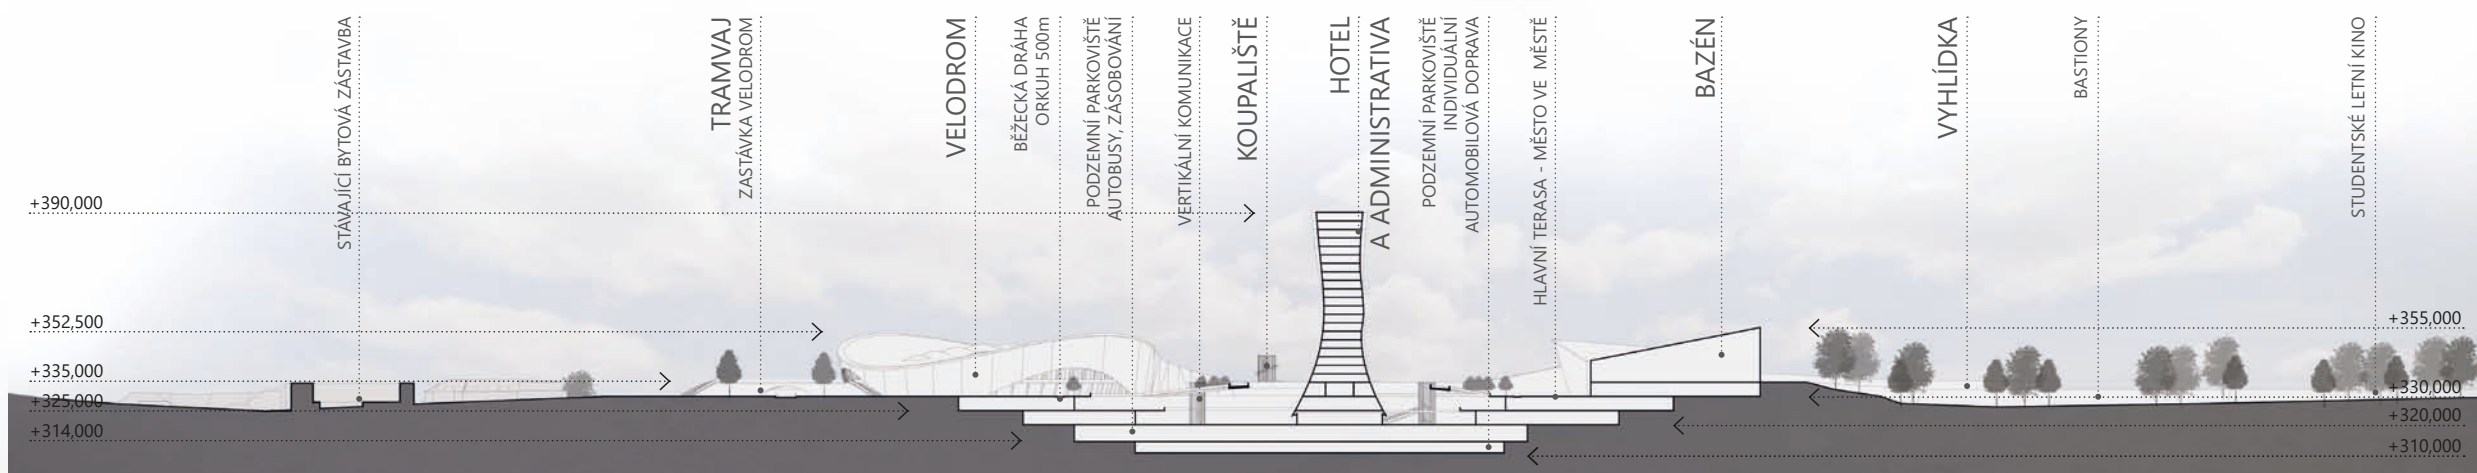 STÁVAJÍCÍ BYTOVÁ ZÁSTAVBA
TRAMVAJ
ZASTÁVKA VELODROM
VELODROM
BĚŽECKÁ DRÁHA
ORKUH 500m
PODZEMNÍ PARKOVIŠTĚ
AUTOBUSY, ZÁSOBOVÁNÍ
VERTIKÁLNÍ KOMUNIKACE
KOUPALIŠTĚ
HOTEL
A ADMINISTRATIVA
PODZEMNÍ PARKOVIŠTĚ
INDIVIDUÁLNÍ
AUTOMOBILOVÁ DOPRAVA
HLAVNÍ TERASA - MĚSTO VE MĚSTĚ
BAZÉN
VYHLÍDKA
BASTIONY
STUDENTSKÉ LETNÍ KINO
+390,000
+352,500
+335,000
+325,000
+314,000
+355,000
+330,000
+320,000
+310,000